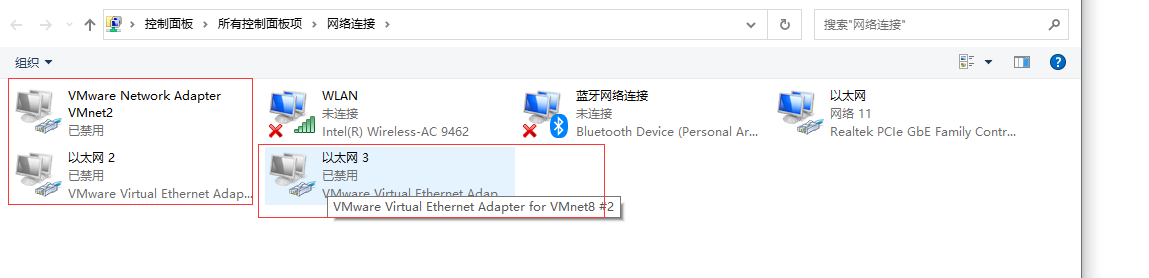 控制面板 > 所有控制面板项 > 网络连接
搜索"网络连接"
组织
VMware Network Adapter
VMnet2
已禁用
WLAN
未连接
Intel(R) Wireless-AC 9462
蓝牙网络连接
未连接
Bluetooth Device (Personal Ar...
以太网
网络 11
Realtek PCIe GbE Family Contr...
以太网 2
已禁用
VMware Virtual Ethernet Adap...
以太网 3
已禁用
VMware Virtual Ethernet Adap
VMware Virtual Ethernet Adapter for VMnet8 #2